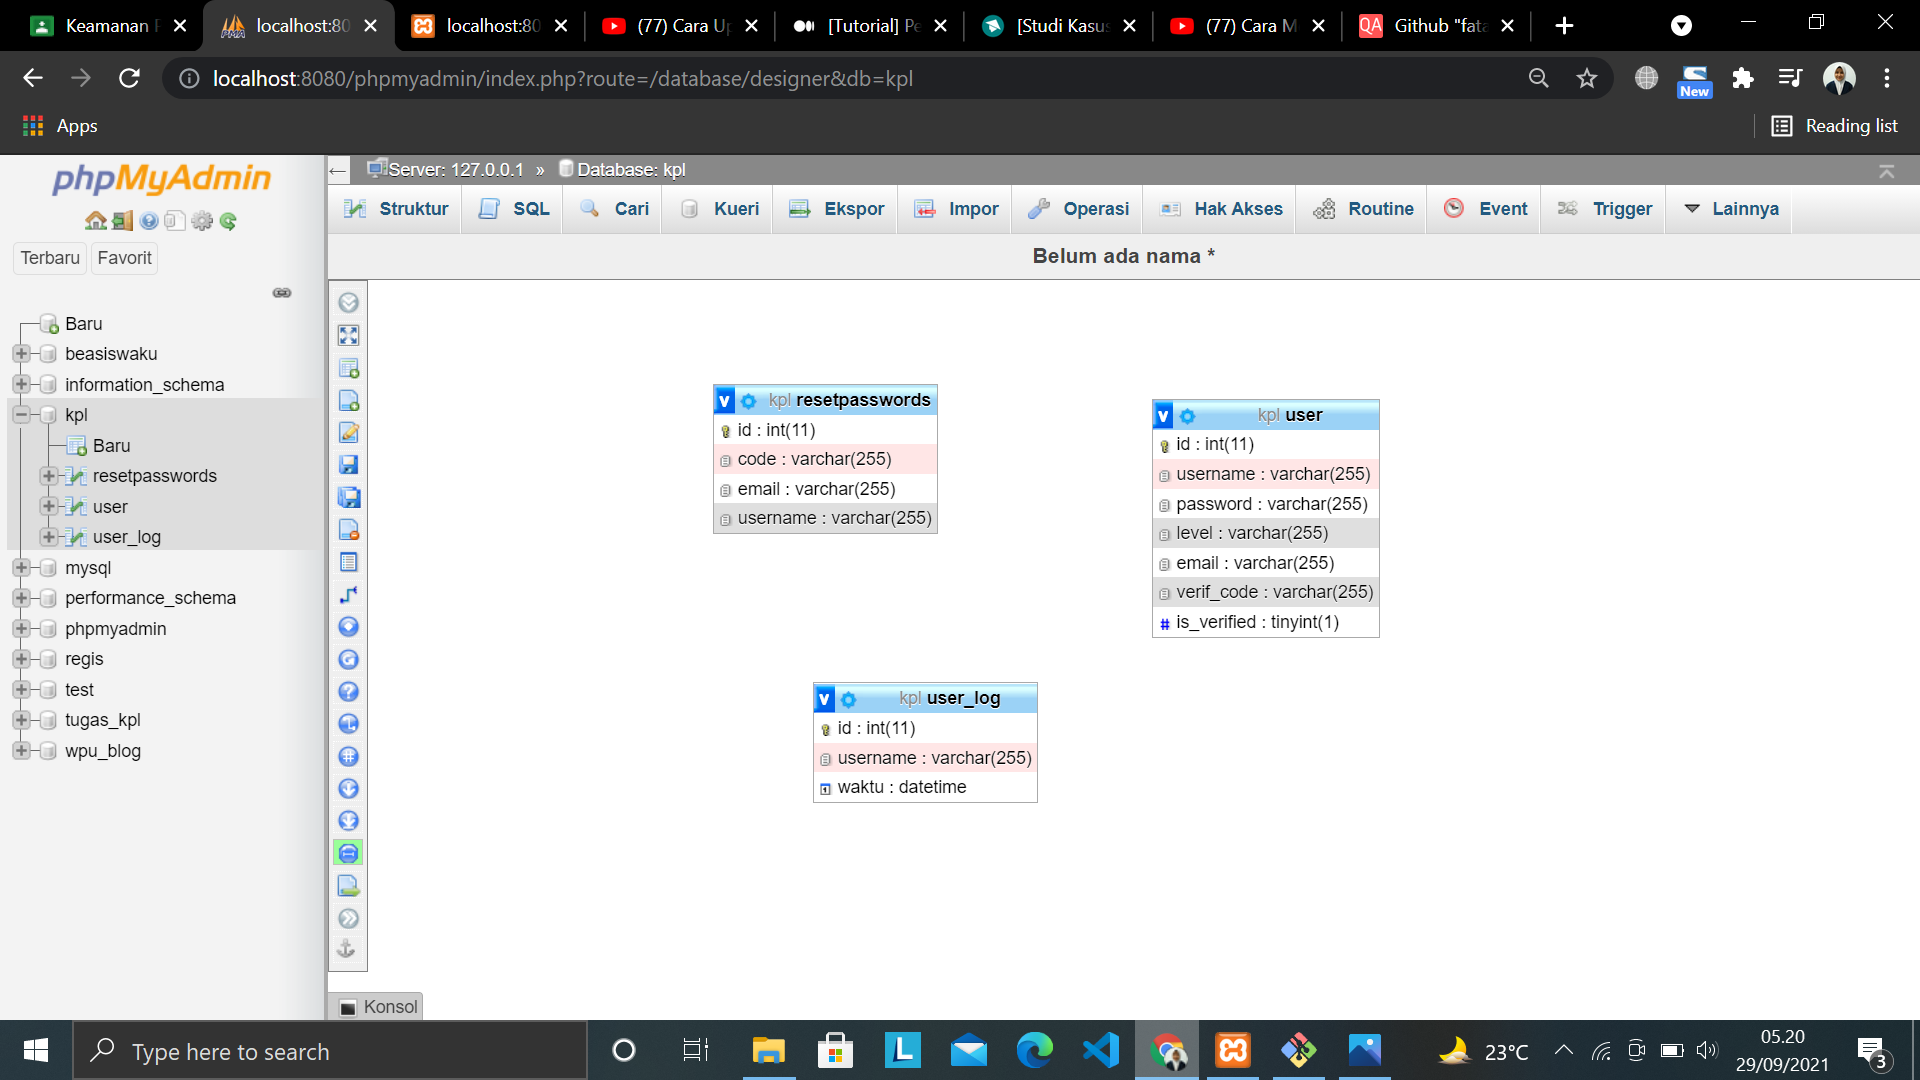 Keamanan P
localhost:80
localhost:80
(77) Cara Up
[Tutorial] Pe
[Studi Kasus
(77) Cara M
Github "fata
localhost:8080/phpmyadmin/index.php?route=/database/designer&db=kpl
New
Apps
Reading list
phpMyAdmin
Server: 127.0.0.1 » Database: kpl
Struktur SQL Cari Kueri Ekspor Impor Operasi Hak Akses Routine Event Trigger Lainnya
Terbaru Favorit
Belum ada nama *
Baru
beasiswaku
information_schema
kpl
Baru
resetpasswords
user
user_log
mysql
performance_schema
phpmyadmin
regis
test
tugas_kpl
wpu_blog
v kpl resetpasswords
id : int(11)
code : varchar(255)
email : varchar(255)
username : varchar(255)
v kpl user
id : int(11)
username : varchar(255)
password : varchar(255)
level : varchar(255)
email : varchar(255)
verif_code : varchar(255)
# is_verified : tinyint(1)
v kpl user_log
id : int(11)
username : varchar(255)
waktu : datetime
Konsol
Type here to search
23°C
05.20
29/09/2021
3